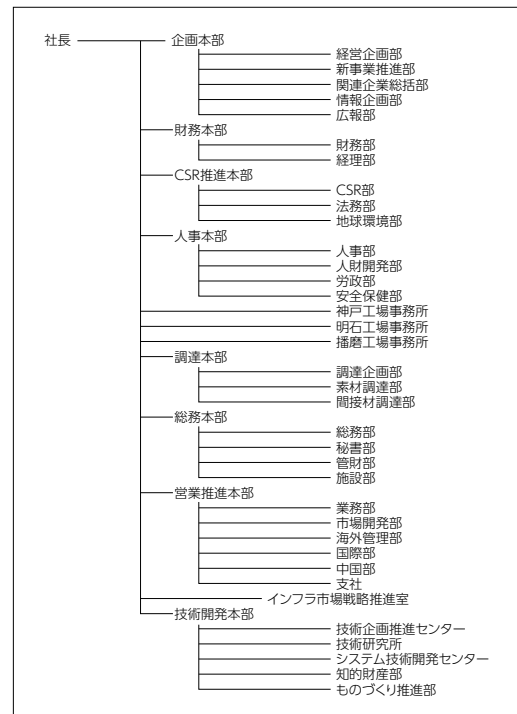 社長
企画本部
経営企画部
新事業推進部
関連企業総括部
情報企画部
広報部
財務本部
財務部
経理部
CSR推進本部
CSR部
法務部
地球環境部
人事本部
人事部
人財開発部
労政部
安全保健部
神戸工場事務所
明石工場事務所
播磨工場事務所
調達本部
調達企画部
素材調達部
間接材調達部
総務本部
総務部
秘書部
管財部
施設部
営業推進本部
業務部
市場開発部
海外管理部
国際部
中国部
支社
インフラ市場戦略推進室
技術開発本部
技術企画推進センター
技術研究所
システム技術開発センター
知的財産部
ものづくり推進部